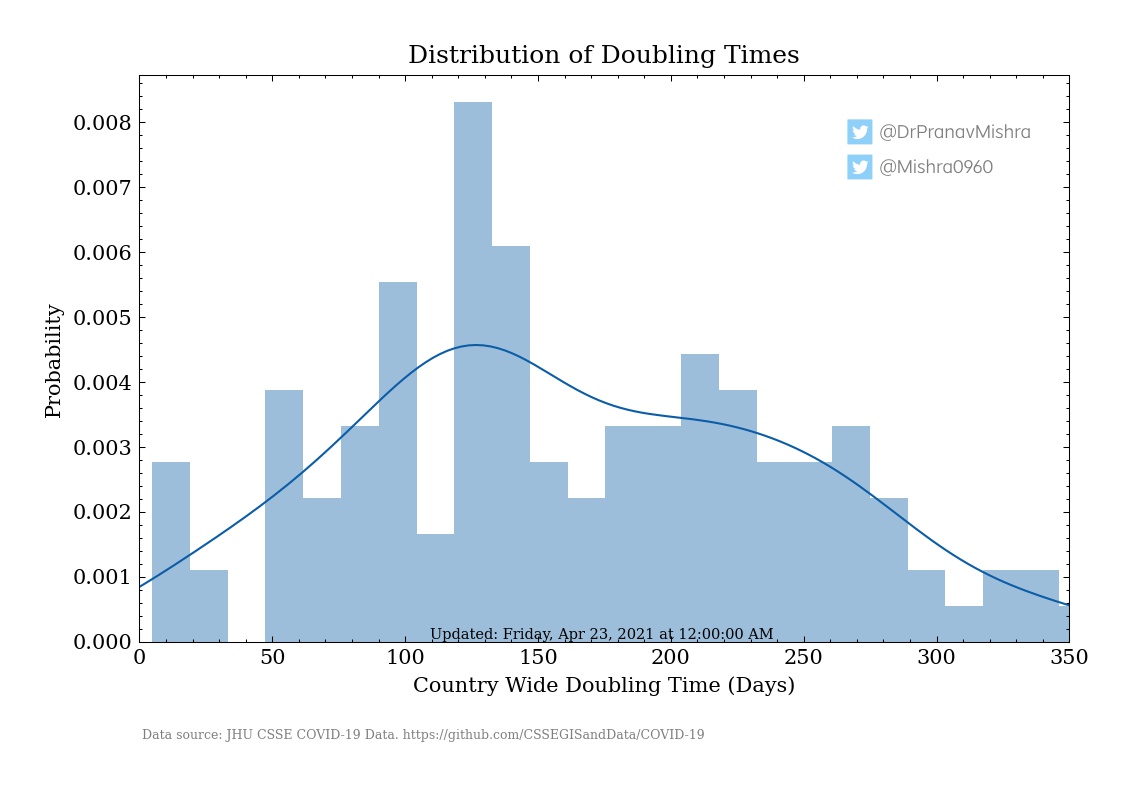 Distribution of Doubling Times
@DrPranavMishra
@Mishra0960
Probability
0.008
0.007
0.006
0.005
0.004
0.003
0.002
0.001
0.000
Updated: Friday, Apr 23, 2021 at 12:00:00 AM
0 50 100 150 200 250 300 350
Country Wide Doubling Time (Days)
Data source: JHU CSSE COVID-19 Data. https://github.com/CSSEGISandData/COVID-19